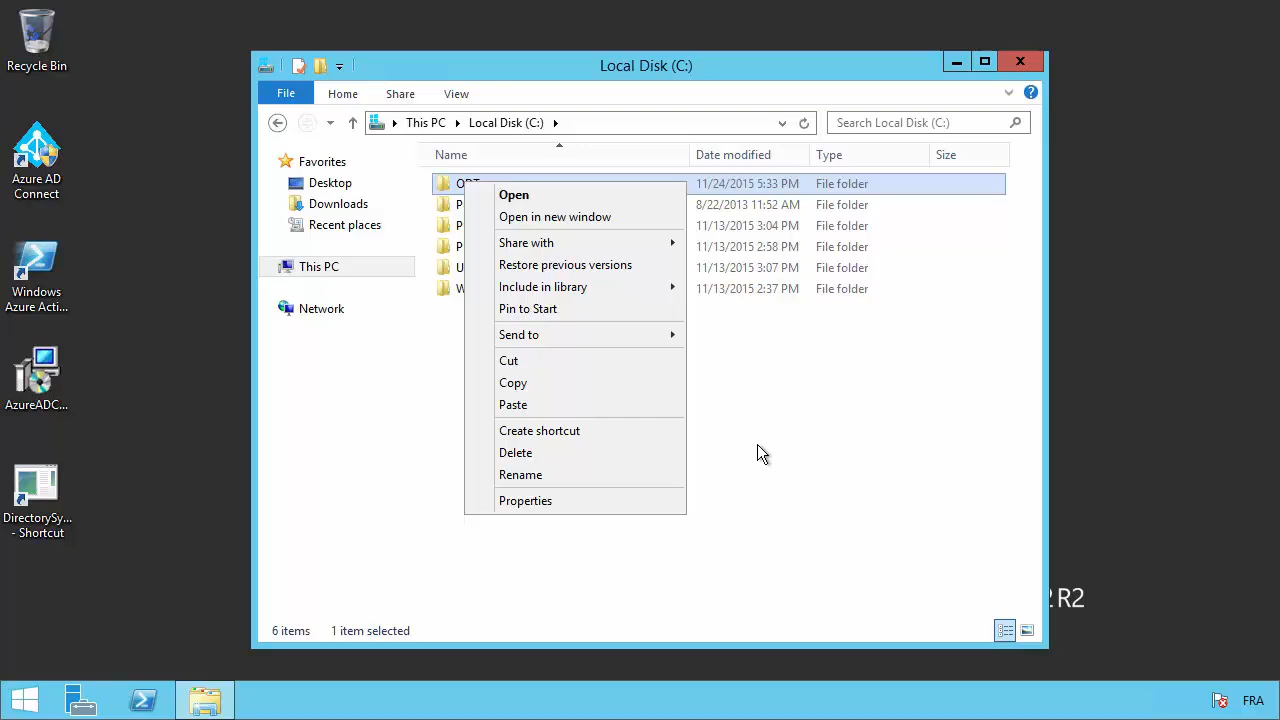 Recycle Bin
Azure AD
Connect
Windows
Azure Acti...
AzureADC...
DirectorySy...
- Shortcut
Local Disk (C:)
File
Home
Share
View
This PC
Local Disk (C:)
Search Local Disk (C:)
Favorites
Desktop
Downloads
Recent places
This PC
Network
Name
Date modified
Type
Size
11/24/2015 5:33 PM
File folder
P
8/22/2013 11:52 AM
File folder
P
11/13/2015 3:04 PM
File folder
P
11/13/2015 2:58 PM
File folder
U
11/13/2015 3:07 PM
File folder
W
11/13/2015 2:37 PM
File folder
Open
Open in new window
Share with
Restore previous versions
Include in library
Pin to Start
Send to
Cut
Copy
Paste
Create shortcut
Delete
Rename
Properties
6 items
1 item selected
2 R2
FRA